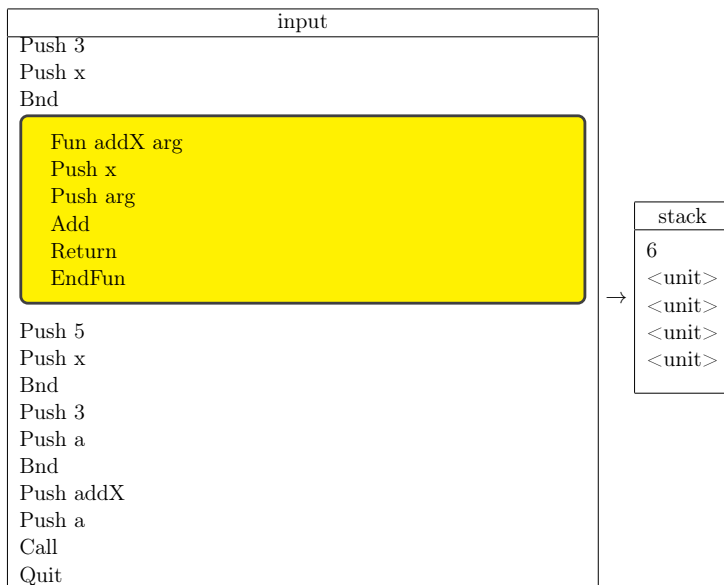 input
Push 3
Push x
Bnd
Fun addX arg
Push x
Push arg
Add
Return
EndFun
Push 5
Push x
Bnd
Push 3
Push a
Bnd
Push addX
Push a
Call
Quit
→
stack
6
<unit>
<unit>
<unit>
<unit>